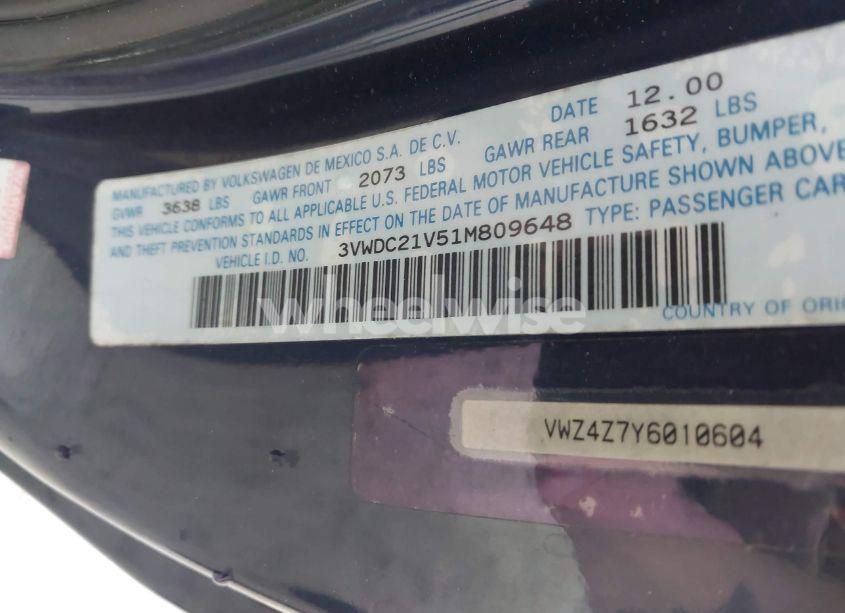 DATE 12.00
MANUFACTURED BY VOLKSWAGEN DE MEXICO S.A. DE C.V.
GVWR 3638 LBS GAWR FRONT 2073 LBS GAWR REAR 1632 LBS
THIS VEHICLE CONFORMS TO ALL APPLICABLE U.S. FEDERAL MOTOR VEHICLE SAFETY, BUMPER,
AND THEFT PREVENTION STANDARDS IN EFFECT ON THE DATE OF MANUFACTURE SHOWN ABOVE
VEHICLE I.D. NO. 3VWDC21V51M809648 TYPE: PASSENGER CAR
COUNTRY OF ORI
wheelwise
VWZ4Z7Y6010604